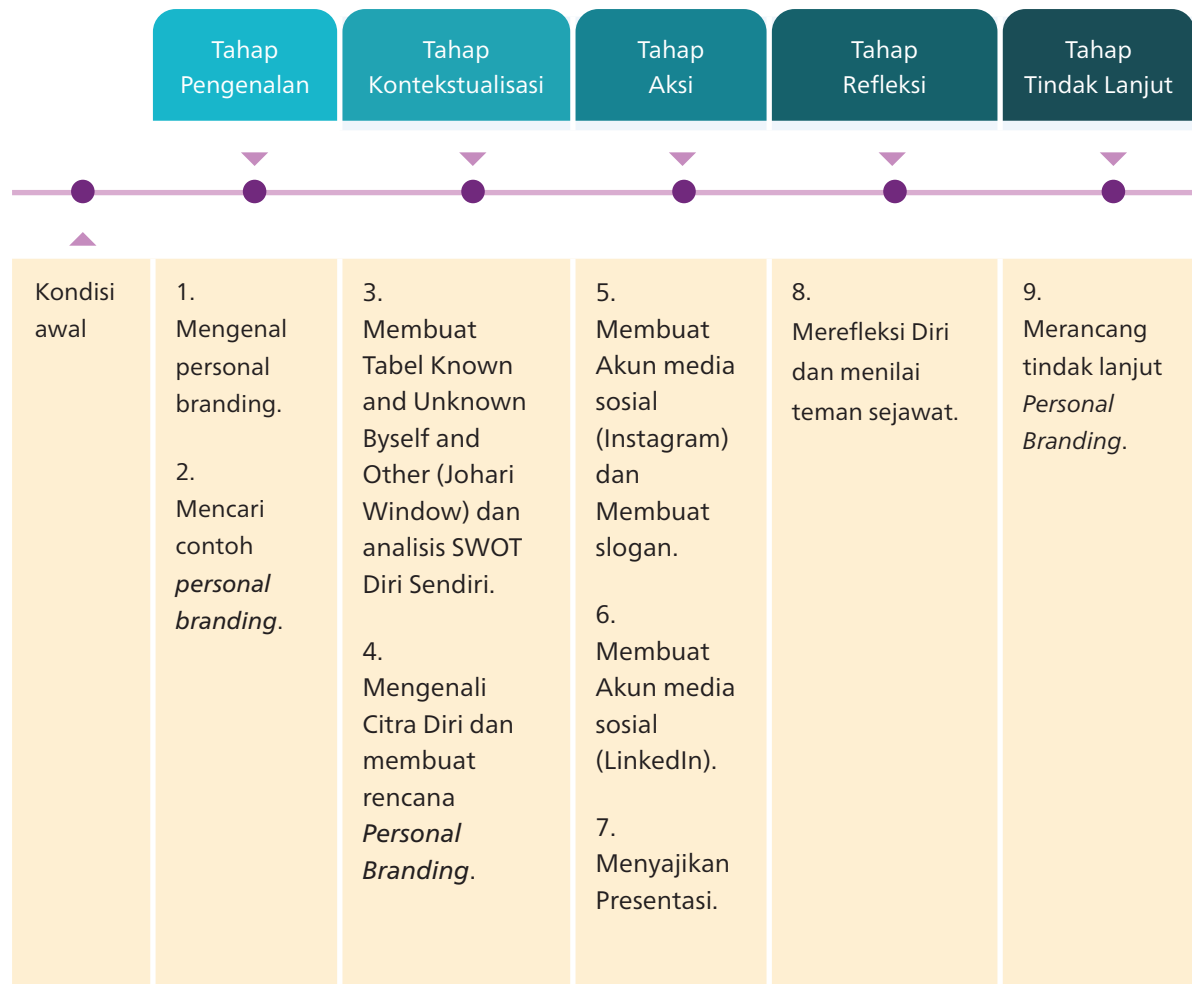 Tahap
Pengenalan
Tahap
Kontekstualisasi
Tahap
Aksi
Tahap
Refleksi
Tahap
Tindak Lanjut
Kondisi
awal
1.
Mengenal
personal
branding.
2.
Mencari
contoh
personal
branding.
3.
Membuat
Tabel Known
and Unknown
Byself and
Other (Johari
Window) dan
analisis SWOT
Diri Sendiri.
4.
Mengenali
Citra Diri dan
membuat
rencana
Personal
Branding.
5.
Membuat
Akun media
sosial
(Instagram)
dan
Membuat
slogan.
6.
Membuat
Akun media
sosial
(LinkedIn).
7.
Menyajikan
Presentasi.
8.
Merefleksi Diri
dan menilai
teman sejawat.
9.
Merancang
tindak lanjut
Personal
Branding.